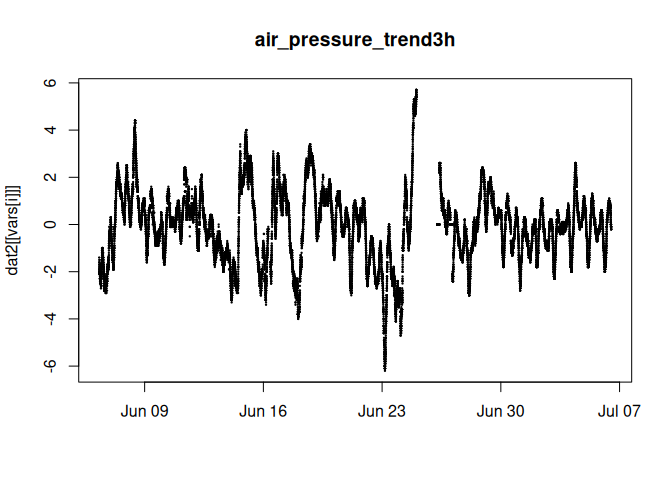 air_pressure_trend3h
dat2[[vars[i]]]
6
4
2
0
-2
-4
-6
Jun 09
Jun 16
Jun 23
Jun 30
Jul 07